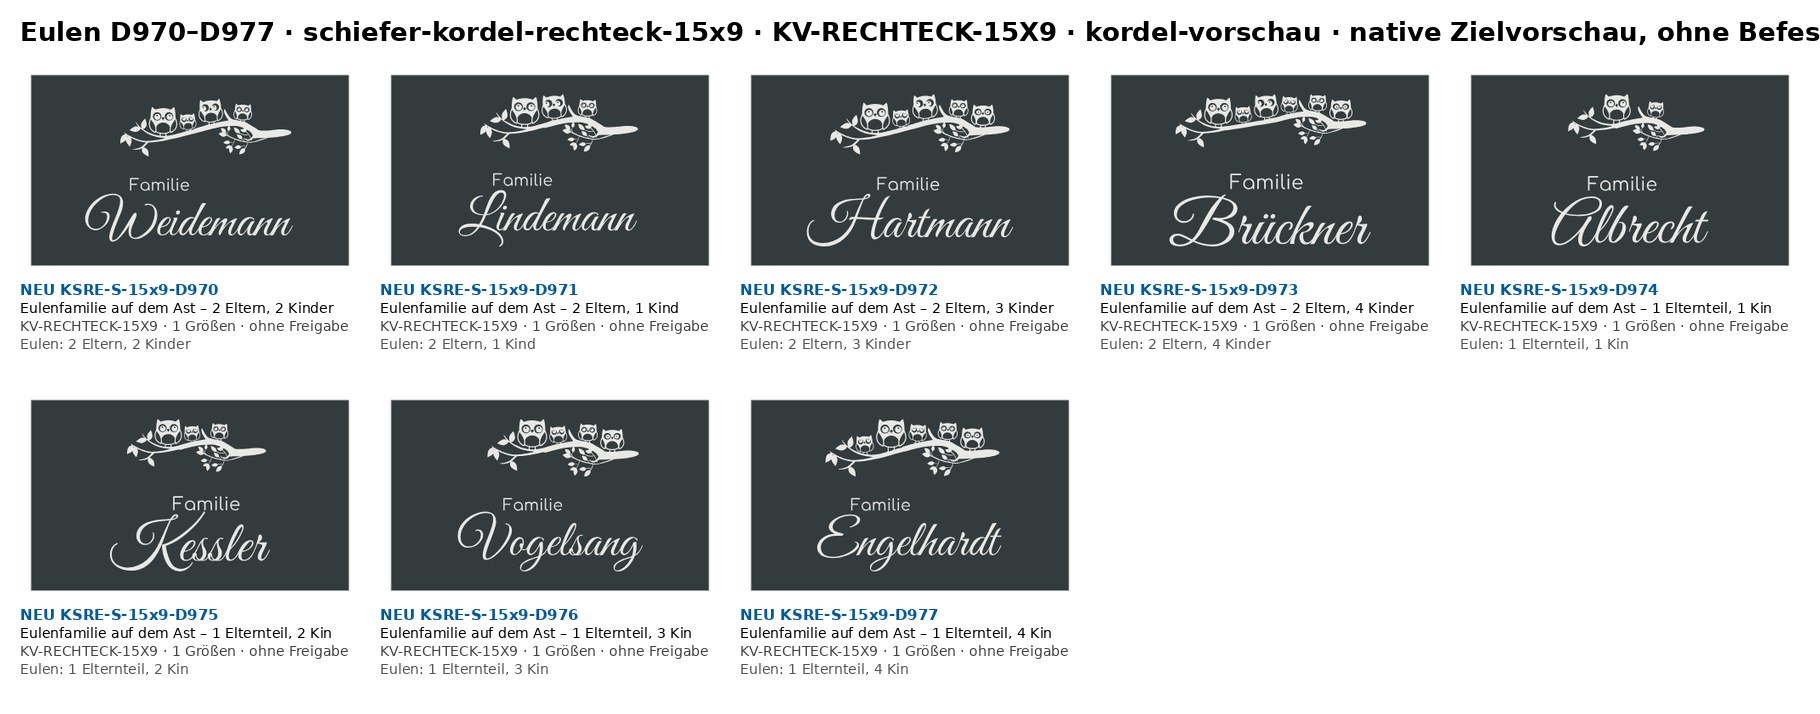 Eulen D970–D977 · schiefer-kordel-rechteck-15x9 · KV-RECHTECK-15X9 · kordel-vorschau · native Zielvorschau, ohne Befes
Familie
Weidemann
NEU KSRE-S-15x9-D970
Eulenfamilie auf dem Ast – 2 Eltern, 2 Kinder
KV-RECHTECK-15X9 · 1 Größen · ohne Freigabe
Eulen: 2 Eltern, 2 Kinder
Familie
Lindemann
NEU KSRE-S-15x9-D971
Eulenfamilie auf dem Ast – 2 Eltern, 1 Kind
KV-RECHTECK-15X9 · 1 Größen · ohne Freigabe
Eulen: 2 Eltern, 1 Kind
Familie
Hartmann
NEU KSRE-S-15x9-D972
Eulenfamilie auf dem Ast – 2 Eltern, 3 Kinder
KV-RECHTECK-15X9 · 1 Größen · ohne Freigabe
Eulen: 2 Eltern, 3 Kinder
Familie
Brückner
NEU KSRE-S-15x9-D973
Eulenfamilie auf dem Ast – 2 Eltern, 4 Kinder
KV-RECHTECK-15X9 · 1 Größen · ohne Freigabe
Eulen: 2 Eltern, 4 Kinder
Familie
Albrecht
NEU KSRE-S-15x9-D974
Eulenfamilie auf dem Ast – 1 Elternteil, 1 Kin
KV-RECHTECK-15X9 · 1 Größen · ohne Freigabe
Eulen: 1 Elternteil, 1 Kin
Familie
Kessler
NEU KSRE-S-15x9-D975
Eulenfamilie auf dem Ast – 1 Elternteil, 2 Kin
KV-RECHTECK-15X9 · 1 Größen · ohne Freigabe
Eulen: 1 Elternteil, 2 Kin
Familie
Vogelsang
NEU KSRE-S-15x9-D976
Eulenfamilie auf dem Ast – 1 Elternteil, 3 Kin
KV-RECHTECK-15X9 · 1 Größen · ohne Freigabe
Eulen: 1 Elternteil, 3 Kin
Familie
Engelhardt
NEU KSRE-S-15x9-D977
Eulenfamilie auf dem Ast – 1 Elternteil, 4 Kin
KV-RECHTECK-15X9 · 1 Größen · ohne Freigabe
Eulen: 1 Elternteil, 4 Kin